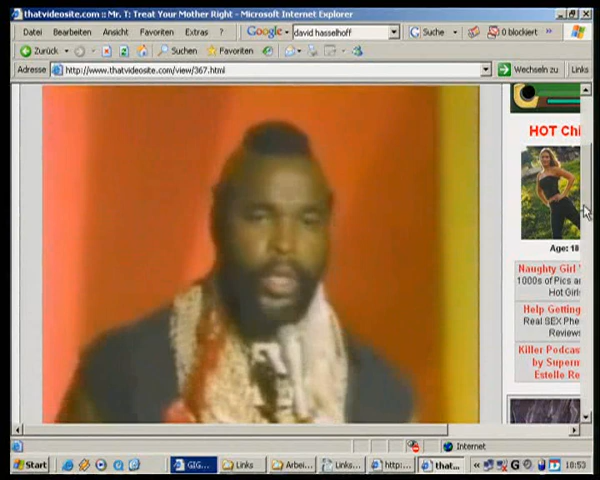 thatvideosite.com :: Mr. T: Treat Your Mother Right - Microsoft Internet Explorer
Datei Bearbeiten Ansicht Favoriten Extras ? Google david hasselhoff G Suche 0 blockiert
Zurück Suchen Favoriten
Adresse http://www.thatvideosite.com/view/367.html Wechseln zu Links
HOT Chi
Age: 18
Naughty Girl
1000s of Pics a
Hot Girl
Help Getting
Real SEX Phe
Reviews
Killer Podcas
by Superm
Estelle Re
Internet
Start GIG... Links Arbei... Links... http:... that... G 18:53